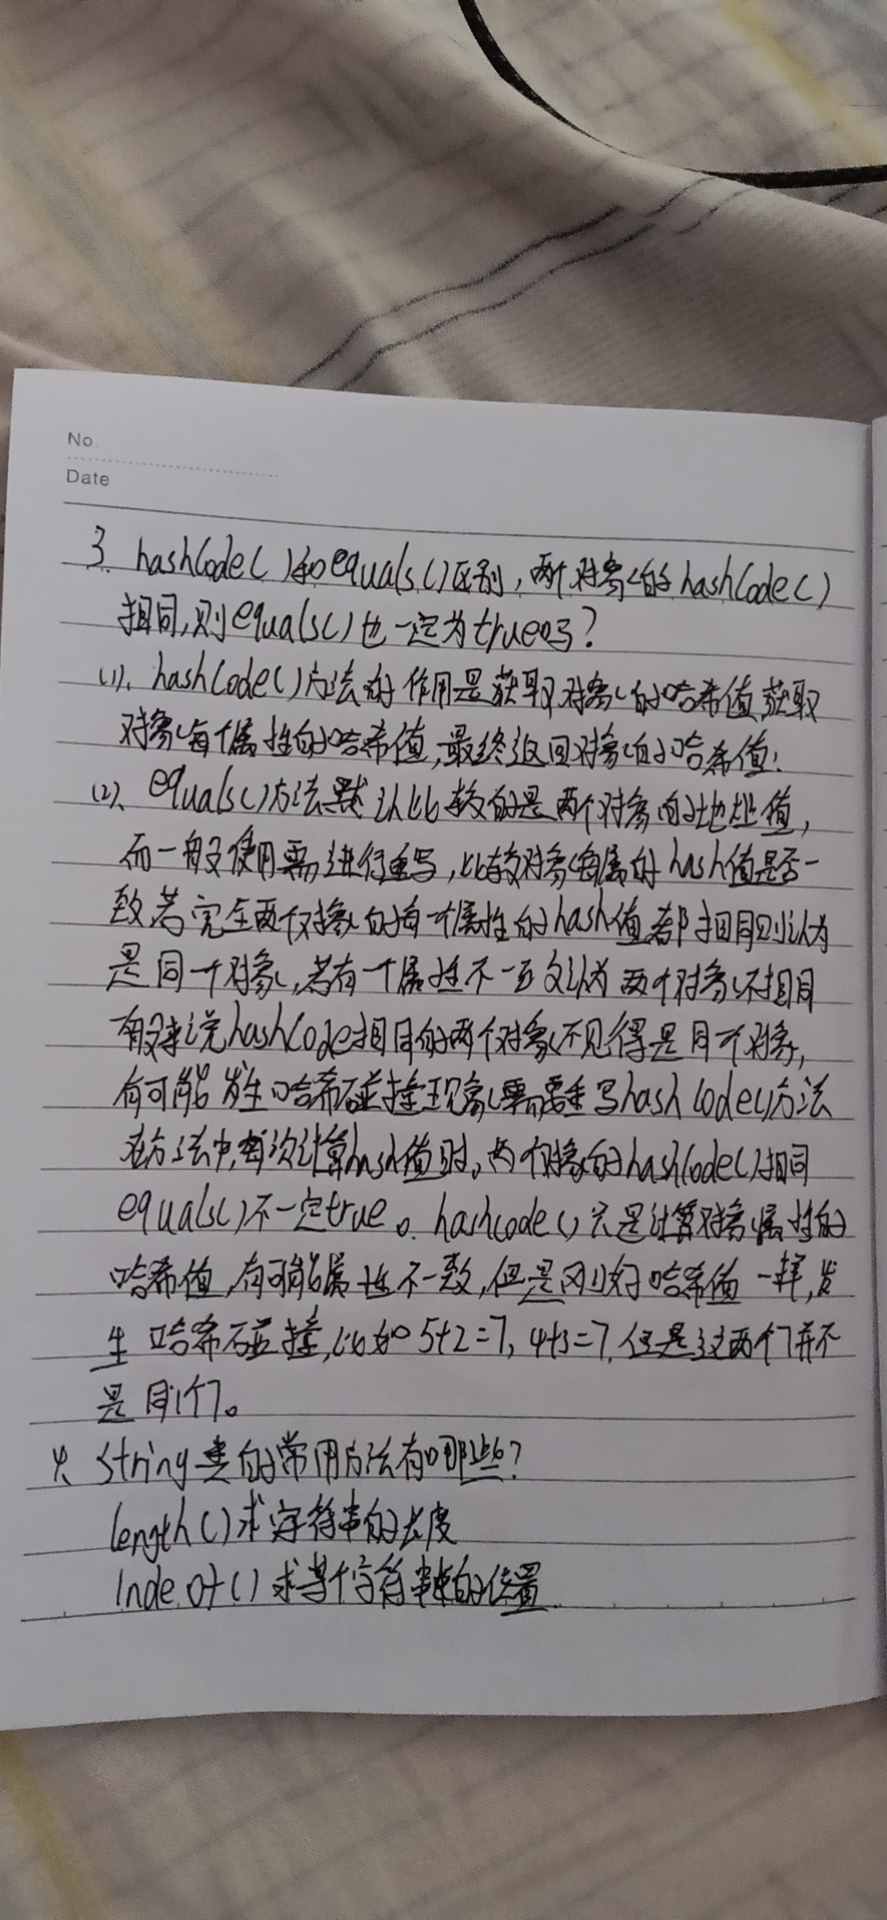 No.
Date
3. hashCode()和equals()区别,两个对象的hashCode()
相同,则equals()也一定为true吗?
(1)、hashCode()方法的作用是获取对象的哈希值,获取
对象每个属性的哈希值,最终返回对象的哈希值;
(2)、equals()方法默认比较的是两个对象的地址值,
而一般使用需进行重写,比较对象每属的hash值是否一
致若完全两个对象的每一个属性的hash值都相同则认为
是同一个对象,若有一个属性不一致认为两个对象不相同
hashCode相同的两个对象不见得是同个对象,
有可能发生哈希碰撞现象需要重写hashCode()方法
在方法中,每次计算hash值时。两个对象的hashCode()相同
equals()不一定true。hashcode()只是计算对象属性的
哈希值,有可能属性不一致,但是刚好哈希值一样,发
生哈希碰撞,比如5+2=7,4+3=7,但是这两个7并不
是同1个7。
4、String类的常用方法有哪些?
length()求字符串的长度
Inde.Of()求某个字符串的位置